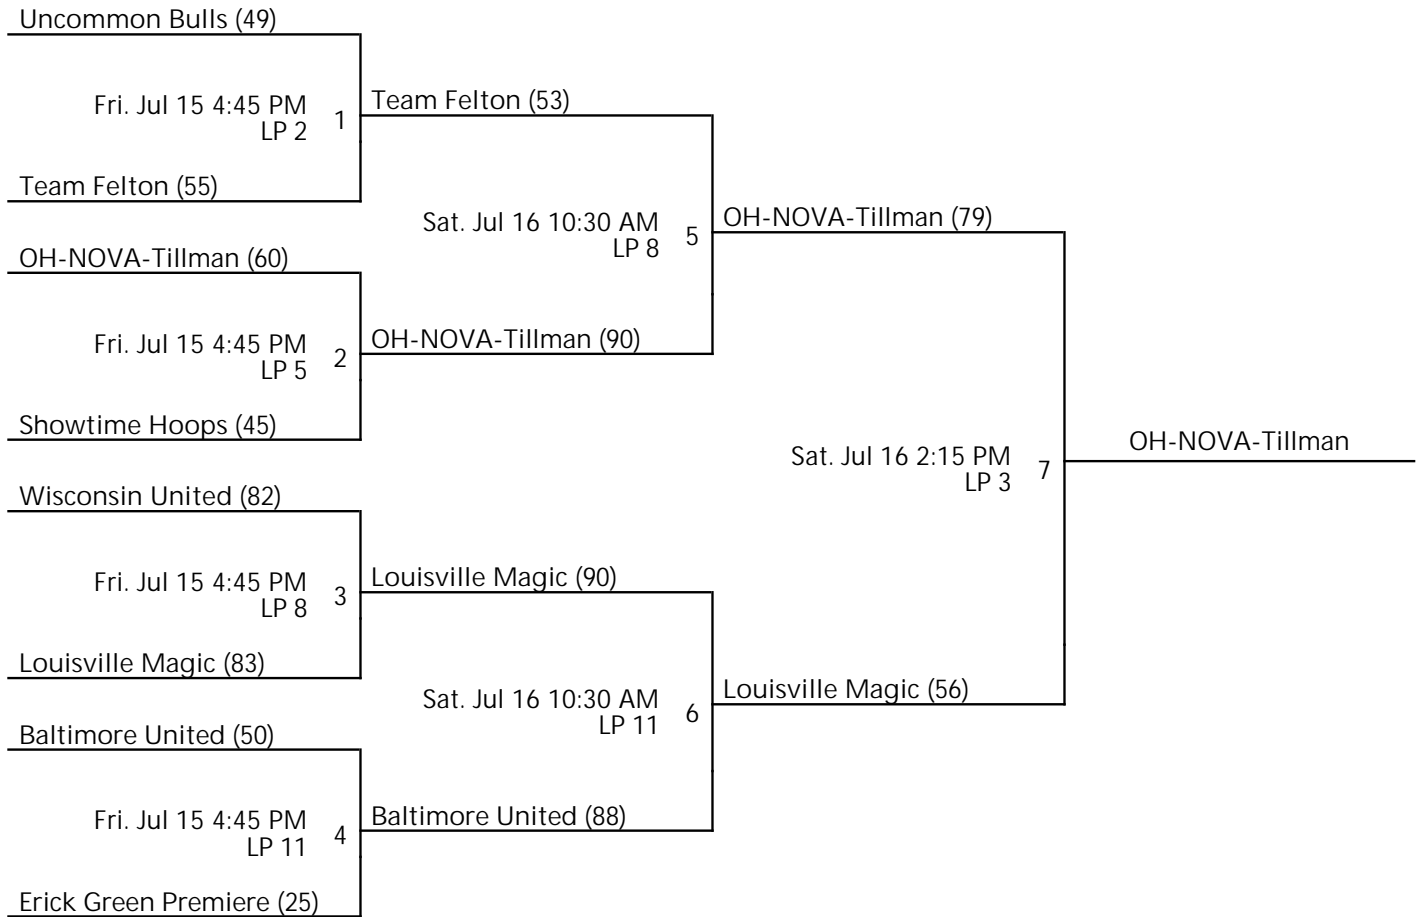 Uncommon Bulls (49)
Fri. Jul 15 4:45 PM
LP 2
1
Team Felton (55)
Team Felton (53)
OH-NOVA-Tillman (60)
Fri. Jul 15 4:45 PM
LP 5
2
Showtime Hoops (45)
OH-NOVA-Tillman (90)
Sat. Jul 16 10:30 AM
LP 8
5
OH-NOVA-Tillman (79)
Wisconsin United (82)
Fri. Jul 15 4:45 PM
LP 8
3
Louisville Magic (83)
Louisville Magic (90)
Baltimore United (50)
Fri. Jul 15 4:45 PM
LP 11
4
Erick Green Premiere (25)
Baltimore United (88)
Sat. Jul 16 10:30 AM
LP 11
6
Louisville Magic (56)
Sat. Jul 16 2:15 PM
LP 3
7
OH-NOVA-Tillman